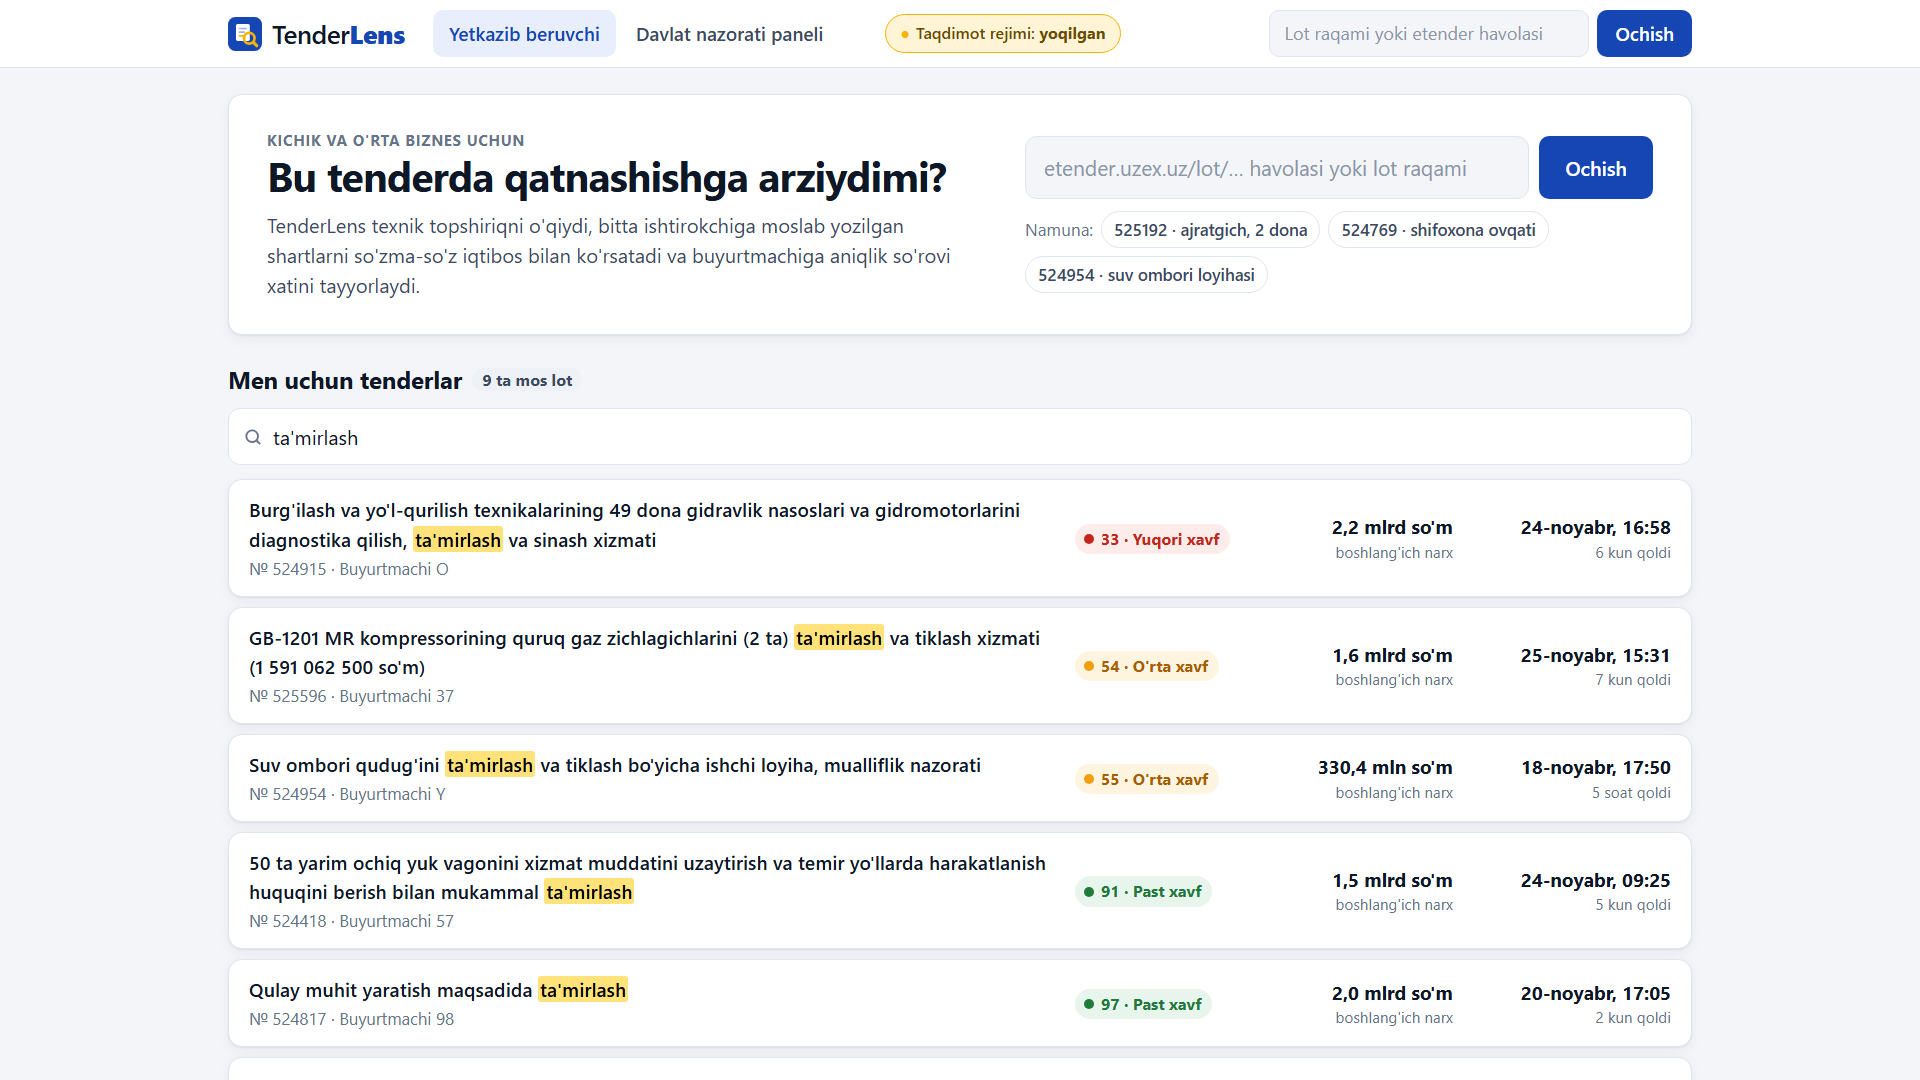 TenderLens
Yetkazib beruvchi
Davlat nazorati paneli
Taqdimot rejimi: yoqilgan
Lot raqami yoki etender havolasi
Ochish
KICHIK VA O'RTA BIZNES UCHUN
Bu tenderda qatnashishga arziydimi?
TenderLens texnik topshiriqni o'qiydi, bitta ishtirokchiga moslab yozilgan
shartlarni so'zma-so'z iqtibos bilan ko'rsatadi va buyurtmachiga aniqlik so'rovi
xatini tayyorlaydi.
etender.uzex.uz/lot/... havolasi yoki lot raqami
Ochish
Namuna:
525192 · ajratgich, 2 dona
524769 · shifoxona ovqati
524954 · suv ombori loyihasi
Men uchun tenderlar
9 ta mos lot
ta'mirlash
Burg'ilash va yo'l-qurilish texnikalarining 49 dona gidravlik nasoslari va gidromotorlarini
diagnostika qilish, ta'mirlash va sinash xizmati
№ 524915 · Buyurtmachi O
33 · Yuqori xavf
2,2 mlrd so'm
boshlang'ich narx
24-noyabr, 16:58
6 kun qoldi
GB-1201 MR kompressorining quruq gaz zichlagichlarini (2 ta) ta'mirlash va tiklash xizmati
(1 591 062 500 so'm)
№ 525596 · Buyurtmachi 37
54 · O'rta xavf
1,6 mlrd so'm
boshlang'ich narx
25-noyabr, 15:31
7 kun qoldi
Suv ombori qudug'ini ta'mirlash va tiklash bo'yicha ishchi loyiha, mualliflik nazorati
№ 524954 · Buyurtmachi Y
55 · O'rta xavf
330,4 mln so'm
boshlang'ich narx
18-noyabr, 17:50
5 soat qoldi
50 ta yarim ochiq yuk vagonini xizmat muddatini uzaytirish va temir yo'llarda harakatlanish
huquqini berish bilan mukammal ta'mirlash
№ 524418 · Buyurtmachi 57
91 · Past xavf
1,5 mlrd so'm
boshlang'ich narx
24-noyabr, 09:25
5 kun qoldi
Qulay muhit yaratish maqsadida ta'mirlash
№ 524817 · Buyurtmachi 98
97 · Past xavf
2,0 mlrd so'm
boshlang'ich narx
20-noyabr, 17:05
2 kun qoldi